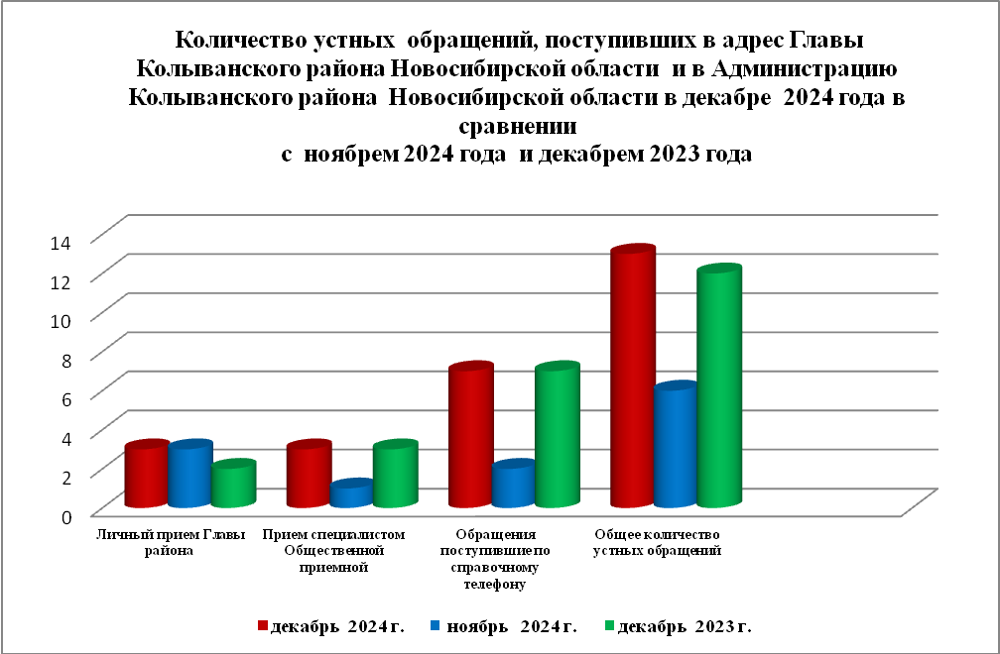 Количество устных обращений, поступивших в адрес Главы
Колыванского района Новосибирской области и в Администрацию
Колыванского района Новосибирской области в декабре 2024 года в
сравнении
с ноябрем 2024 года и декабрем 2023 года
14
12
10
8
6
4
2
0
Личный прием Главы
района
Прием специалистом
Общественной
приемной
Обращения
поступившие по
справочному
телефону
Общее количество
устных обращений
декабрь 2024 г.
ноябрь 2024 г.
декабрь 2023 г.